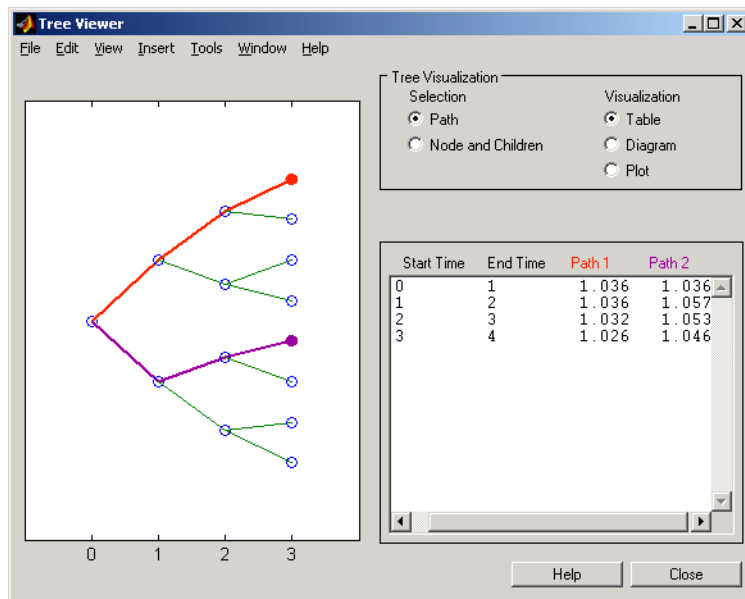 Tree Viewer
File Edit View Insert Tools Window Help
Tree Visualization
Selection Visualization
Path Table
Node and Children Diagram
Plot
Start Time End Time Path 1 Path 2
0 1 1.036 1.036
1 2 1.036 1.057
2 3 1.032 1.053
3 4 1.026 1.046
0 1 2 3
Help Close